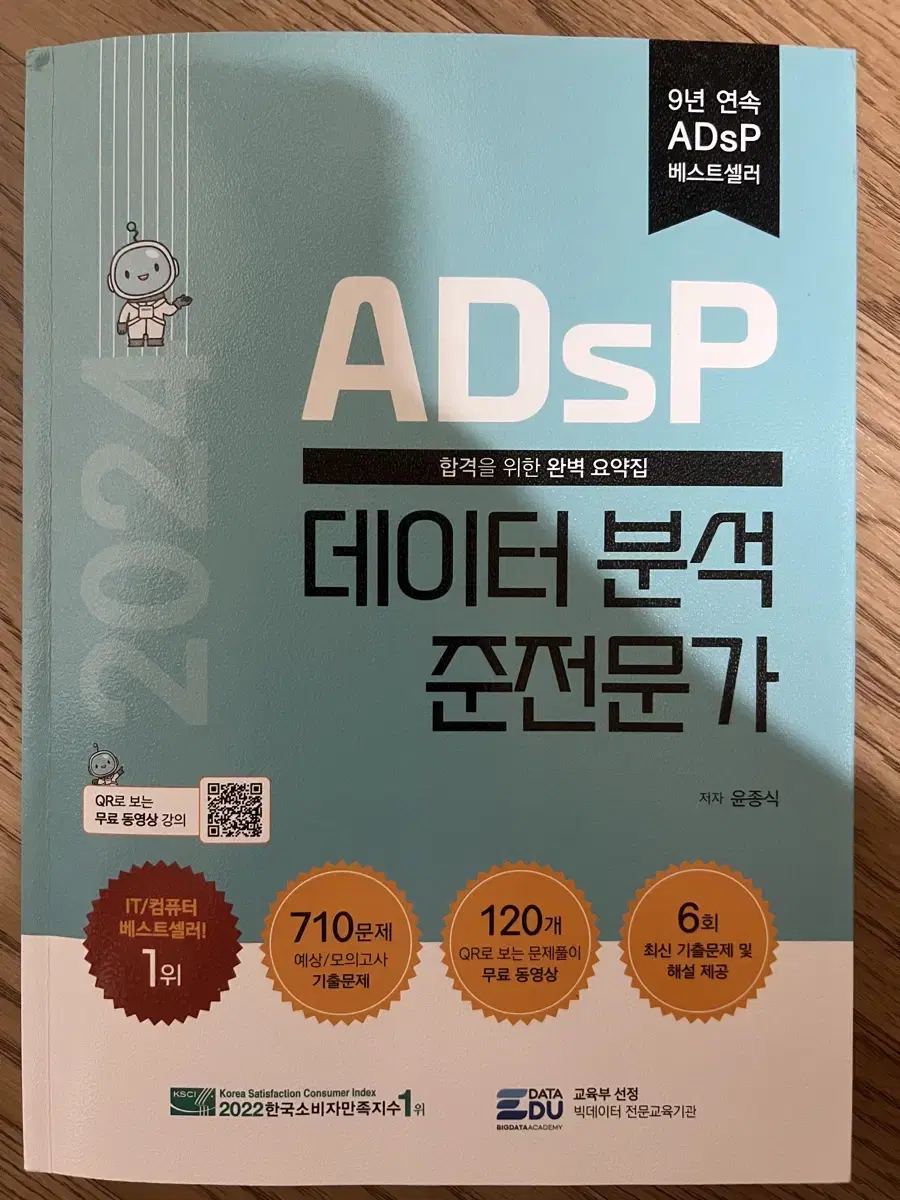 9년 연속
ADsP
베스트셀러
2024
ADsP
합격을 위한 완벽 요약집
데이터 분석
준전문가
저자 윤종식
QR로 보는
무료 동영상 강의
IT/컴퓨터
베스트셀러!
1위
710문제
예상/모의고사
기출문제
120개
QR로 보는 문제풀이
무료 동영상
6회
최신 기출문제 및
해설 제공
KSCI
Korea Satisfaction Consumer Index
2022한국소비자만족지수1위
DATA
EDU
BIGDATAACADEMY
교육부 선정
빅데이터 전문교육기관